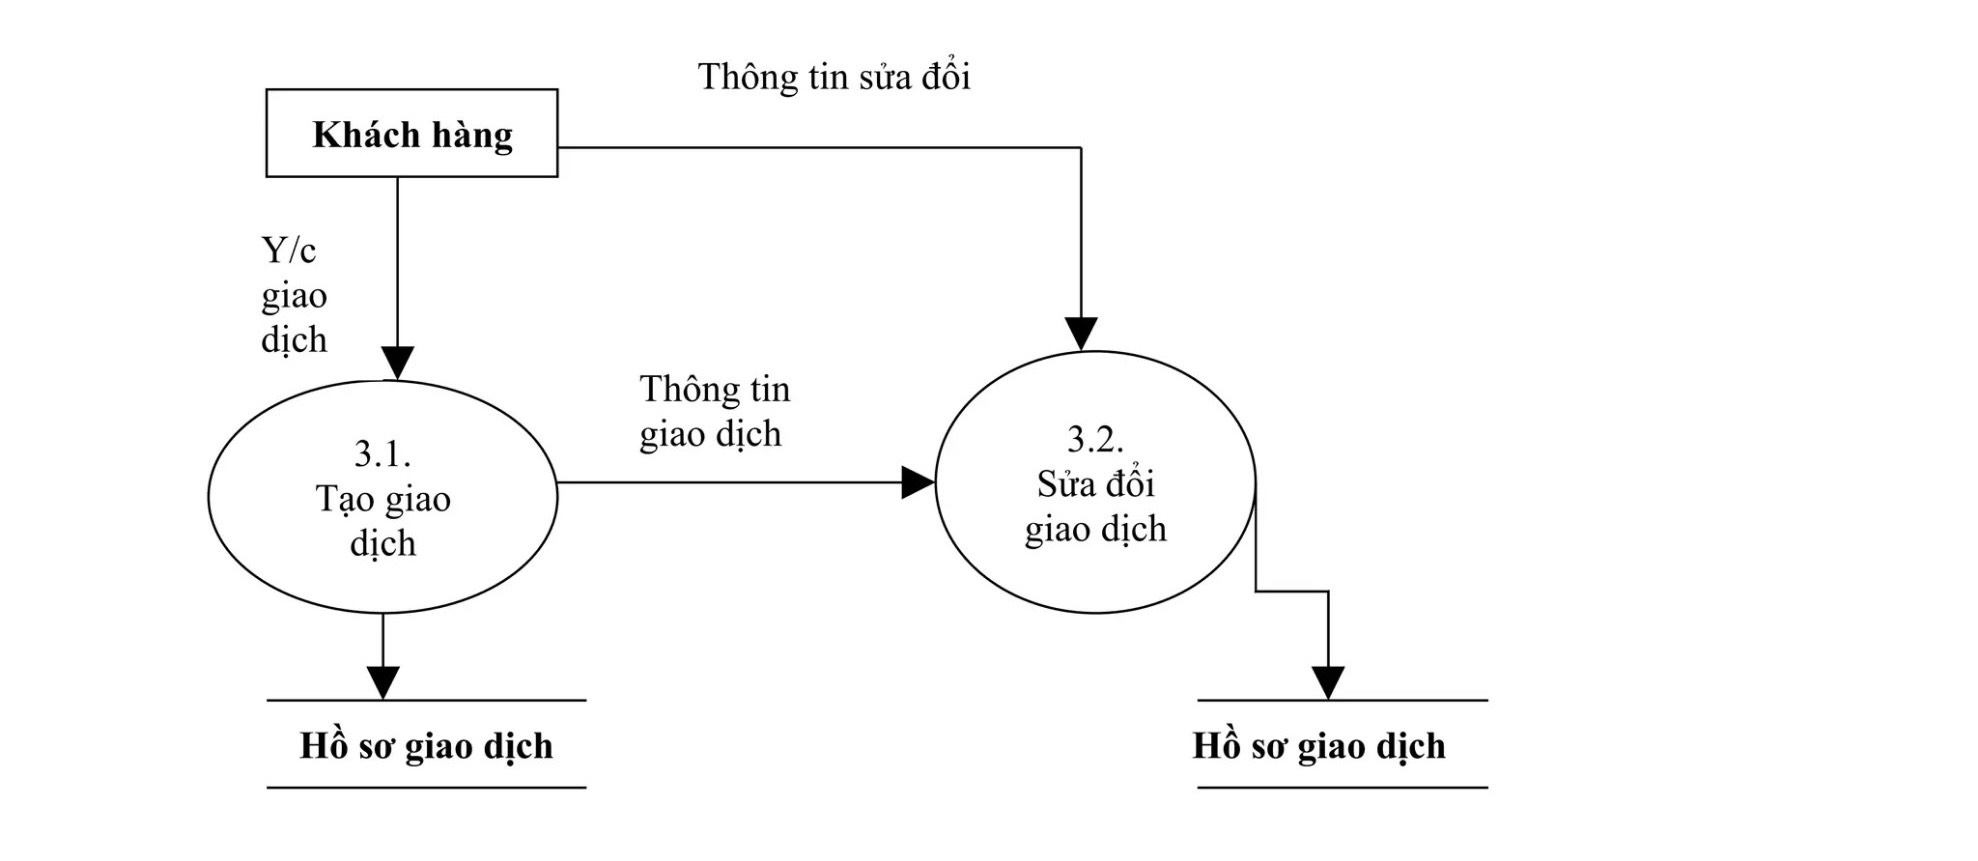 Thông tin sửa đổi
Khách hàng
Y/c
giao
dịch
Thông tin
giao dịch
3.1.
Tạo giao
dịch
3.2.
Sửa đổi
giao dịch
Hồ sơ giao dịch
Hồ sơ giao dịch